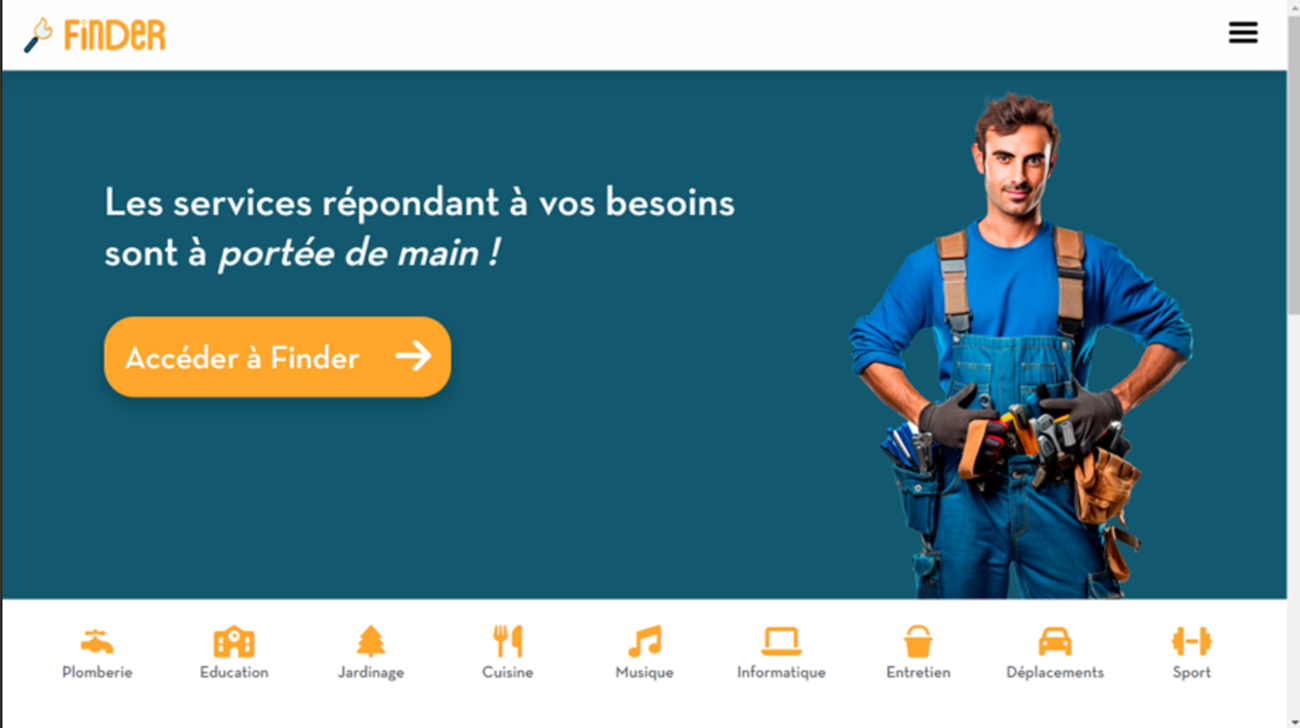 FinDER
Les services répondant à vos besoins
sont à portée de main !
Accéder à Finder
Plomberie
Education
Jardinage
Cuisine
Musique
Informatique
Entretien
Déplacements
Sport